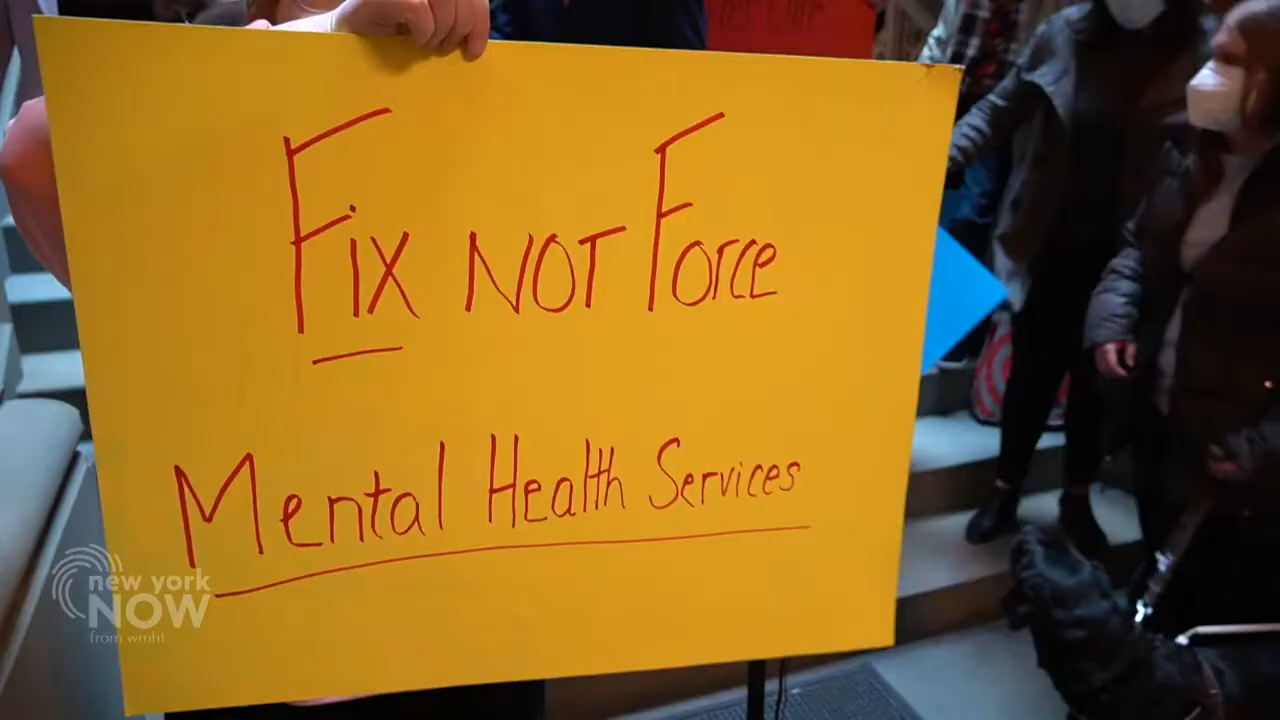 Fix NOT Force
Mental Health Services
new york
NOW
from wmht